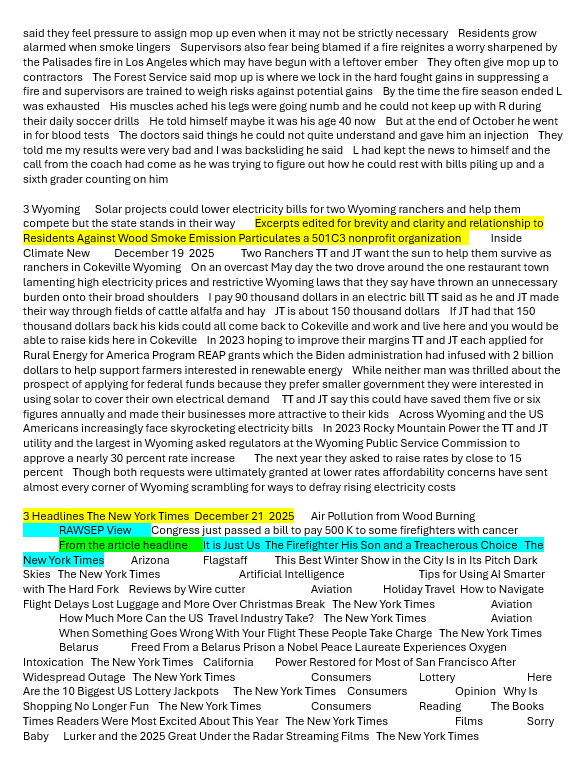 said they feel pressure to assign mop up even when it may not be strictly necessary Residents grow
alarmed when smoke lingers Supervisors also fear being blamed if a fire reignites a worry sharpened by
the Palisades fire in Los Angeles which may have begun with a leftover ember They often give mop up to
contractors The Forest Service said mop up is where we lock in the hard fought gains in suppressing a
fire and supervisors are trained to weigh risks against potential gains By the time the fire season ended L
was exhausted His muscles ached his legs were going numb and he could not keep up with R during
their daily soccer drills He told himself maybe it was his age 40 now But at the end of October he went
in for blood tests The doctors said things he could not quite understand and gave him an injection They
told me my results were very bad and I was backsliding he said L had kept the news to himself and the
call from the coach had come as he was trying to figure out how he could rest with bills piling up and a
sixth grader counting on him
3 Wyoming Solar projects could lower electricity bills for two Wyoming ranchers and help them
compete but the state stands in their way Excerpts edited for brevity and clarity and relationship to
Residents Against Wood Smoke Emission Particulates a 501C3 nonprofit organization Inside
Climate New December 19 2025 Two Ranchers TT and JT want the sun to help them survive as
ranchers in Cokeville Wyoming On an overcast May day the two drove around the one restaurant town
lamenting high electricity prices and restrictive Wyoming laws that they say have thrown an unnecessary
burden onto their broad shoulders I pay 90 thousand dollars in an electric bill TT said as he and JT made
their way through fields of cattle alfalfa and hay JT is about 150 thousand dollars If JT had that 150
thousand dollars back his kids could all come back to Cokeville and work and live here and you would be
able to raise kids here in Cokeville In 2023 hoping to improve their margins TT and JT each applied for
Rural Energy for America Program REAP grants which the Biden administration had infused with 2 billion
dollars to help support farmers interested in renewable energy While neither man was thrilled about the
prospect of applying for federal funds because they prefer smaller government they were interested in
using solar to cover their own electrical demand TT and JT say this could have saved them five or six
figures annually and made their businesses more attractive to their kids Across Wyoming and the US
Americans increasingly face skyrocketing electricity bills In 2023 Rocky Mountain Power the TT and JT
utility and the largest in Wyoming asked regulators at the Wyoming Public Service Commission to
approve a nearly 30 percent rate increase The next year they asked to raise rates by close to 15
percent Though both requests were ultimately granted at lower rates affordability concerns have sent
almost every corner of Wyoming scrambling for ways to defray rising electricity costs
3 Headlines The New York Times December 21 2025 Air Pollution from Wood Burning
RAWSEP View Congress just passed a bill to pay 500 K to some firefighters with cancer
From the article headline It is Just Us The Firefighter His Son and a Treacherous Choice The
New York Times Arizona Flagstaff This Best Winter Show in the City Is in Its Pitch Dark
Skies The New York Times Artificial Intelligence Tips for Using AI Smarter
with The Hard Fork Reviews by Wire cutter Aviation Holiday Travel How to Navigate
Flight Delays Lost Luggage and More Over Christmas Break The New York Times Aviation
How Much More Can the US Travel Industry Take? The New York Times Aviation
When Something Goes Wrong With Your Flight These People Take Charge The New York Times
Belarus Freed From a Belarus Prison a Nobel Peace Laureate Experiences Oxygen
Intoxication The New York Times California Power Restored for Most of San Francisco After
Widespread Outage The New York Times Consumers Lottery Here
Are the 10 Biggest US Lottery Jackpots The New York Times Consumers Opinion Why Is
Shopping No Longer Fun The New York Times Consumers Reading The Books
Times Readers Were Most Excited About This Year The New York Times Films Sorry
Baby Lurker and the 2025 Great Under the Radar Streaming Films The New York Times